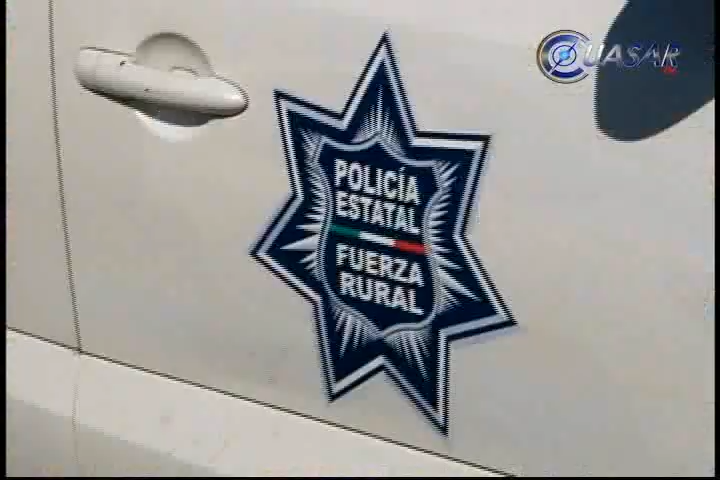 QUASAR
POLICÍA
ESTATAL
FUERZA
RURAL